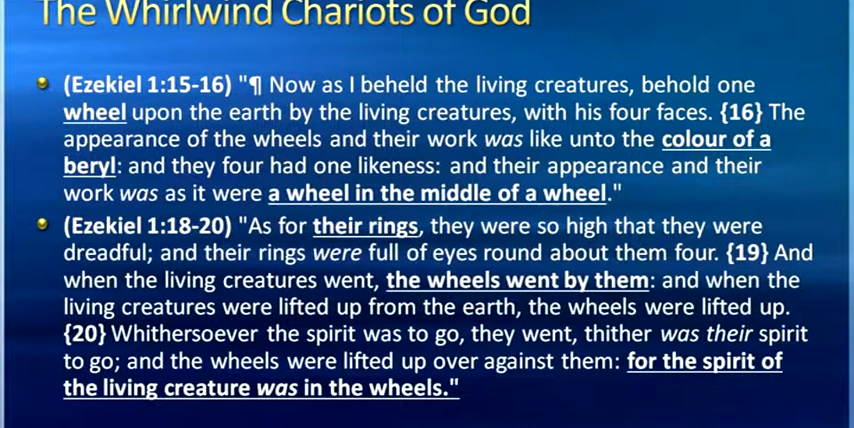 The Whirlwind Chariots of God
(Ezekiel 1:15-16) "¶ Now as I beheld the living creatures, behold one
wheel upon the earth by the living creatures, with his four faces. {16} The
appearance of the wheels and their work was like unto the colour of a
beryl: and they four had one likeness: and their appearance and their
work was as it were a wheel in the middle of a wheel."
(Ezekiel 1:18-20) "As for their rings, they were so high that they were
dreadful; and their rings were full of eyes round about them four. {19} And
when the living creatures went, the wheels went by them: and when the
living creatures were lifted up from the earth, the wheels were lifted up.
{20} Whithersoever the spirit was to go, they went, thither was their spirit
to go; and the wheels were lifted up over against them: for the spirit of
the living creature was in the wheels."